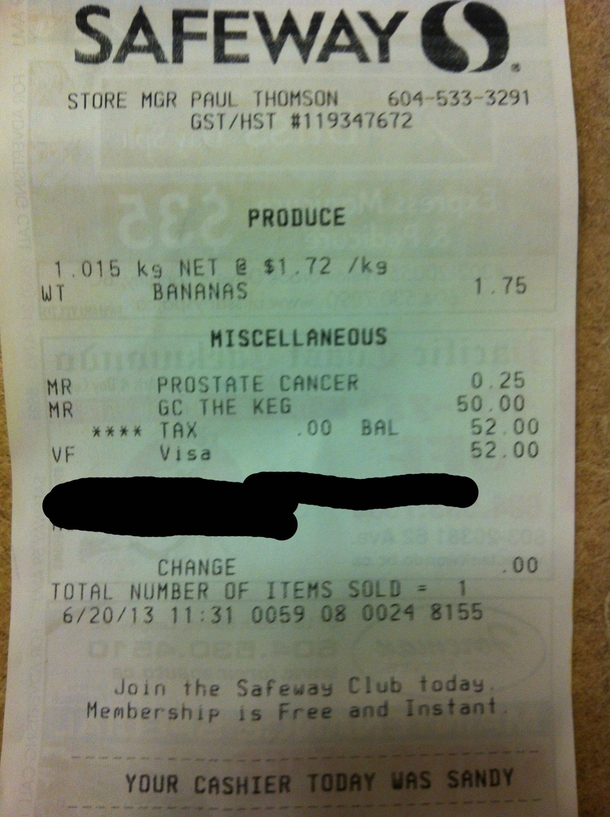 SAFEWAY
STORE MGR PAUL THOMSON 604-533-3291
GST/HST #119347672
PRODUCE
1.015 kg NET @ $1.72 /kg
WT BANANAS 1.75
MISCELLANEOUS
MR PROSTATE CANCER 0.25
MR GC THE KEG 50.00
**** TAX .00 BAL 52.00
VF Visa 52.00
CHANGE .00
TOTAL NUMBER OF ITEMS SOLD = 1
6/20/13 11:31 0059 08 0024 8155
Join the Safeway Club today.
Membership is Free and Instant.
YOUR CASHIER TODAY WAS SANDY